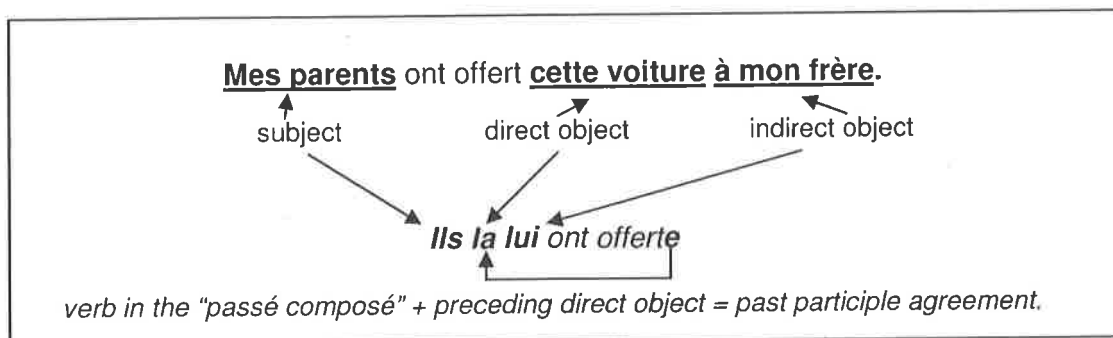 Mes parents ont offert cette voiture à mon frère.
subject direct object indirect object
Ils la lui ont offerte
verb in the "passé composé" + preceding direct object = past participle agreement.